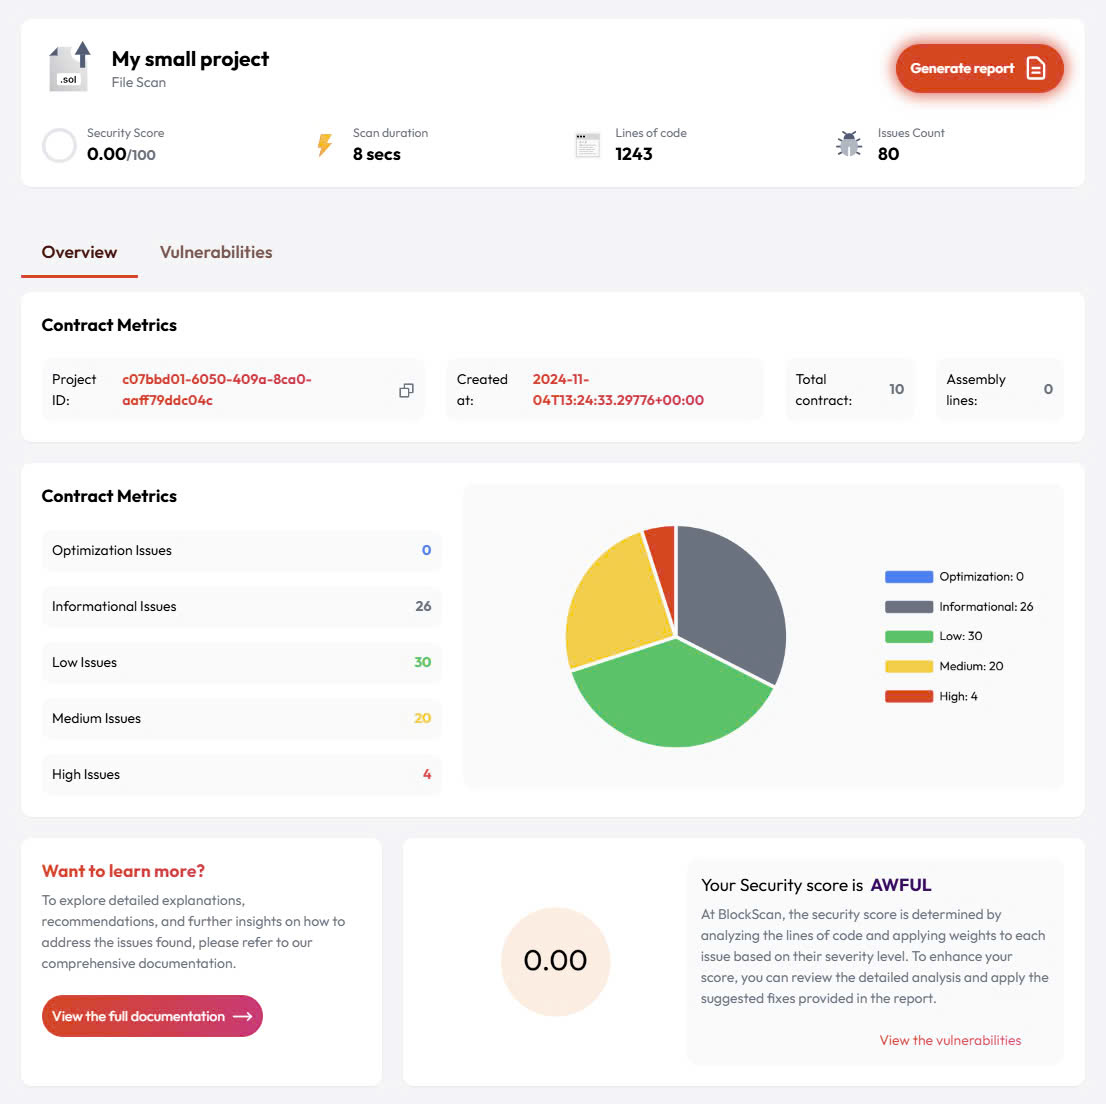 My small project
File Scan
.sol
Generate report
Security Score
0.00/100
Scan duration
8 secs
Lines of code
1243
Issues Count
80
Overview
Vulnerabilities
Contract Metrics
Project ID:
c07bbd01-6050-409a-8ca0-
aaff79ddc04c
Created at:
2024-11-
04T13:24:33.29776+00:00
Total contract:
10
Assembly lines:
0
Contract Metrics
Optimization Issues 0
Informational Issues 26
Low Issues 30
Medium Issues 20
High Issues 4
Optimization: 0
Informational: 26
Low: 30
Medium: 20
High: 4
Want to learn more?
To explore detailed explanations,
recommendations, and further insights on how to
address the issues found, please refer to our
comprehensive documentation.
View the full documentation
0.00
Your Security score is AWFUL
At BlockScan, the security score is determined by
analyzing the lines of code and applying weights to each
issue based on their severity level. To enhance your
score, you can review the detailed analysis and apply the
suggested fixes provided in the report.
View the vulnerabilities